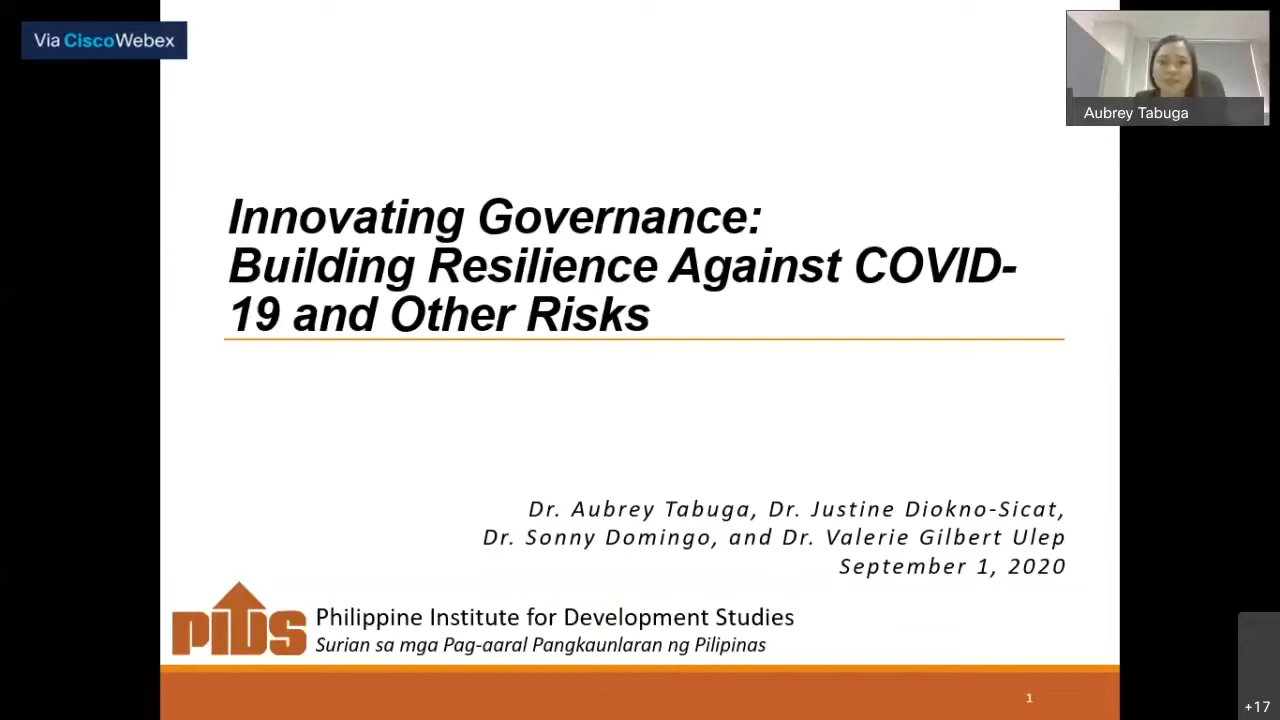 Via CiscoWebex
Aubrey Tabuga
Innovating Governance:
Building Resilience Against COVID-
19 and Other Risks
Dr. Aubrey Tabuga, Dr. Justine Diokno-Sicat,
Dr. Sonny Domingo, and Dr. Valerie Gilbert Ulep
September 1, 2020
PIDS
Philippine Institute for Development Studies
Surian sa mga Pag-aaral Pangkaunlaran ng Pilipinas
1
+17